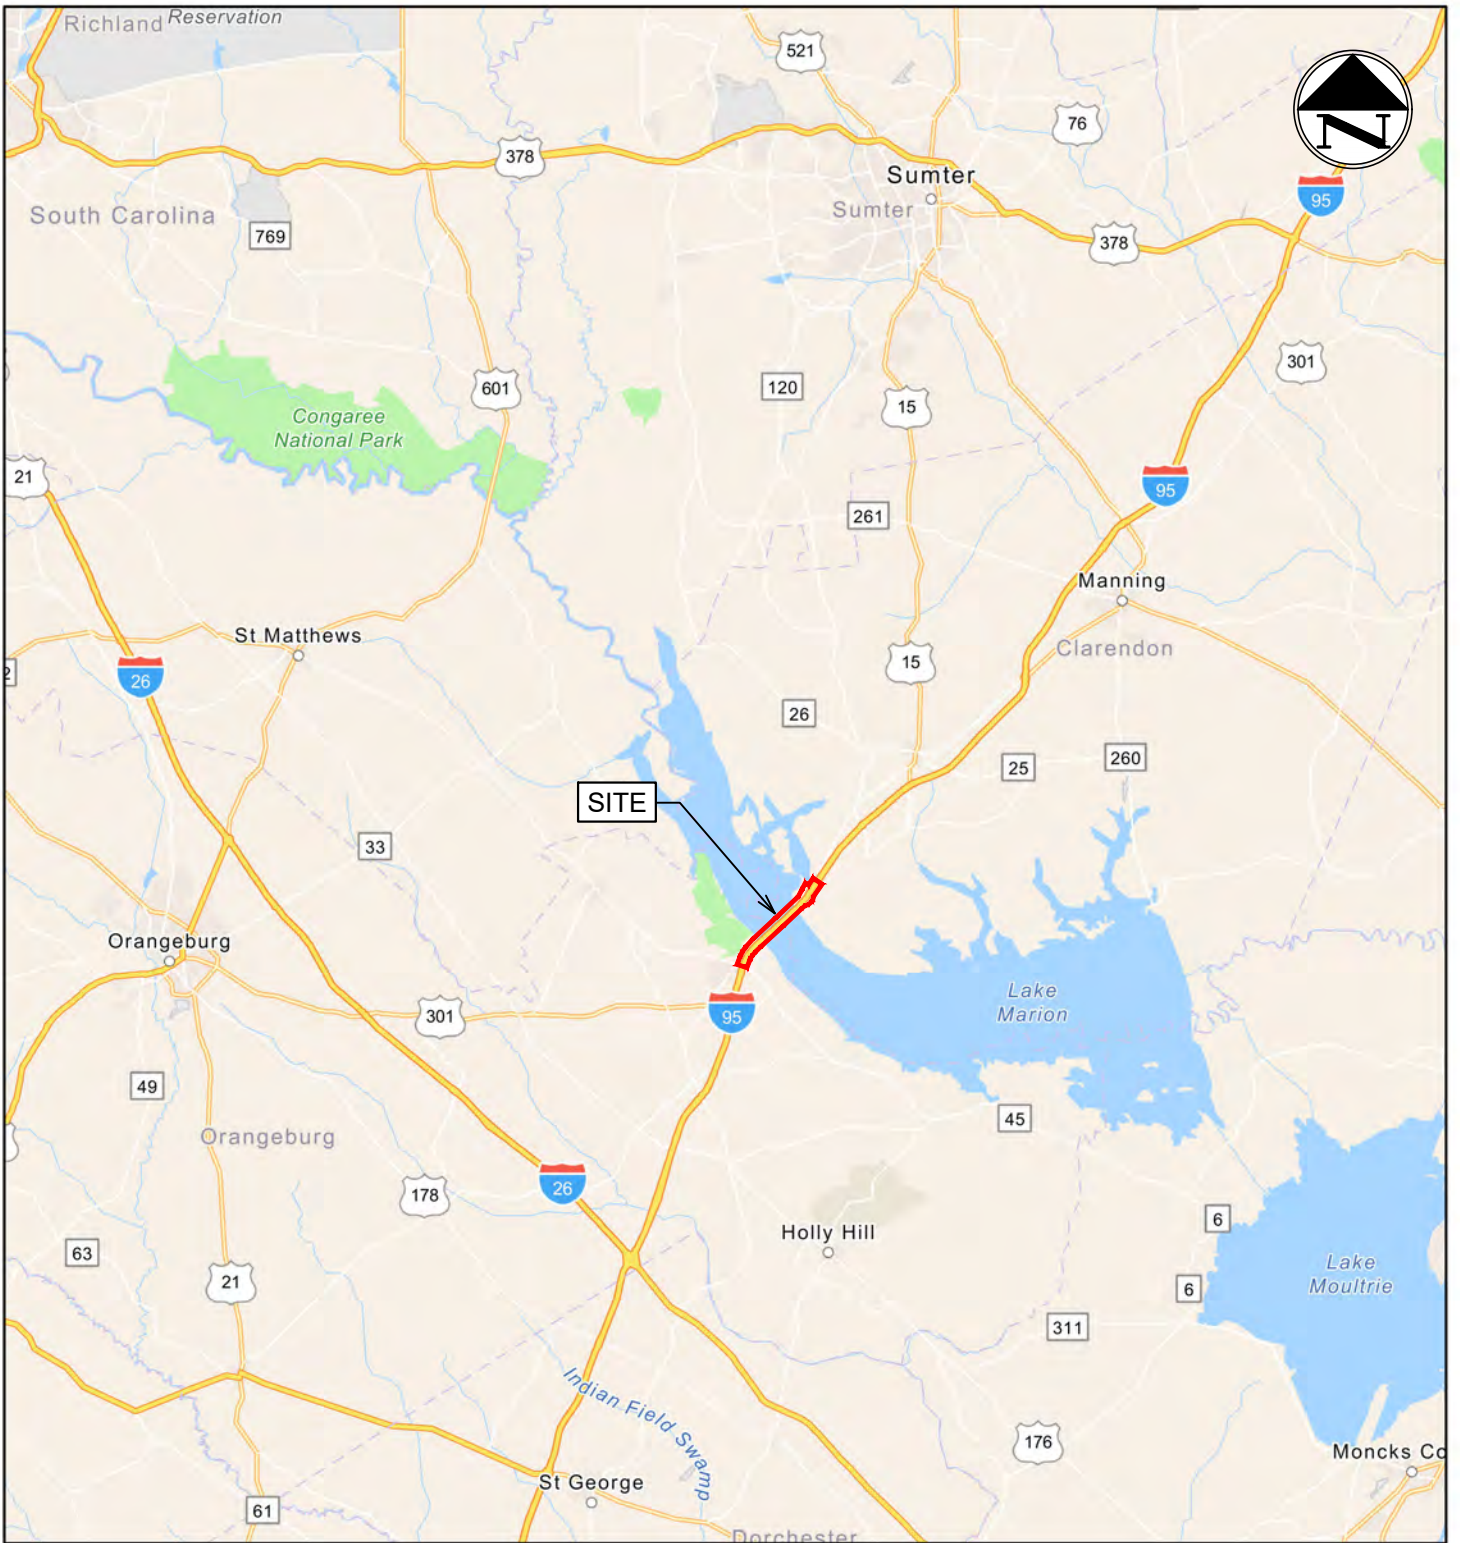 Richland
Reservation
521
76
N
378
Sumter
95
Sumter
South Carolina
769
378
301
601
120
15
Congaree
National Park
21
95
261
Manning
St Matthews
Clarendon
15
26
26
25
260
SITE
33
Orangeburg
Lake
Marion
301
95
49
45
Orangeburg
26
178
6
Holly Hill
63
Lake
Moultrie
21
6
311
Indian Field Swamp
176
Moncks Co
St George
61
Dorchester